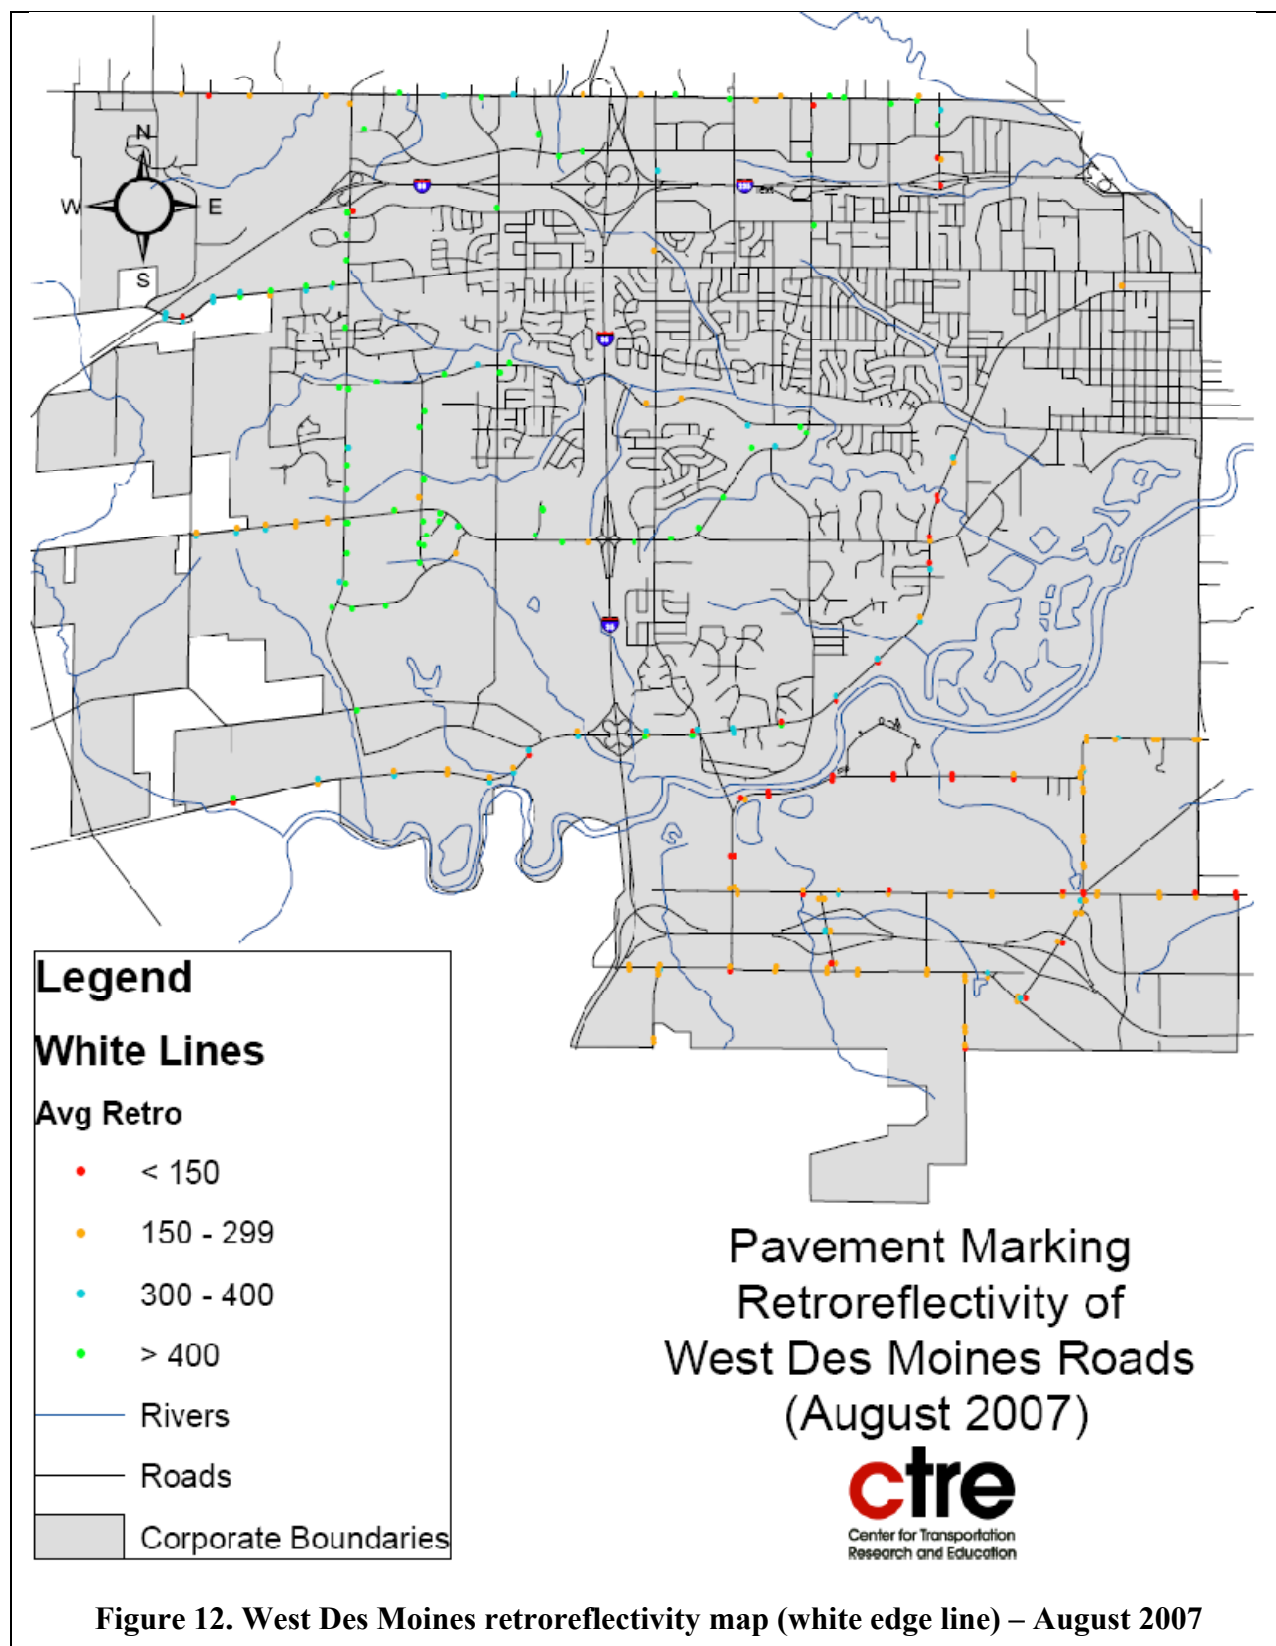 N
W
E
S
Legend
White Lines
Avg Retro
< 150
150 - 299
300 - 400
> 400
Rivers
Roads
Corporate Boundaries
Pavement Marking
Retroreflectivity of
West Des Moines Roads
(August 2007)
ctre
Center for Transportation
Research and Education
Figure 12. West Des Moines retroreflectivity map (white edge line) – August 2007